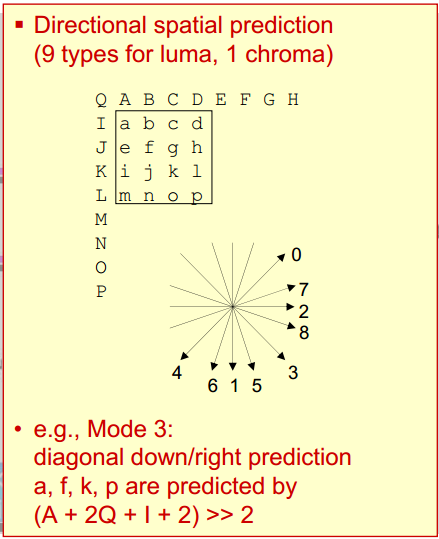 ▪ Directional spatial prediction
(9 types for luma, 1 chroma)
Q A B C D E F G H
I a b c d
J e f g h
K i j k l
L m n o p
M
N
O
P
0
7
2
8
3
4
6 1 5
• e.g., Mode 3:
diagonal down/right prediction
a, f, k, p are predicted by
(A + 2Q + I + 2) >> 2